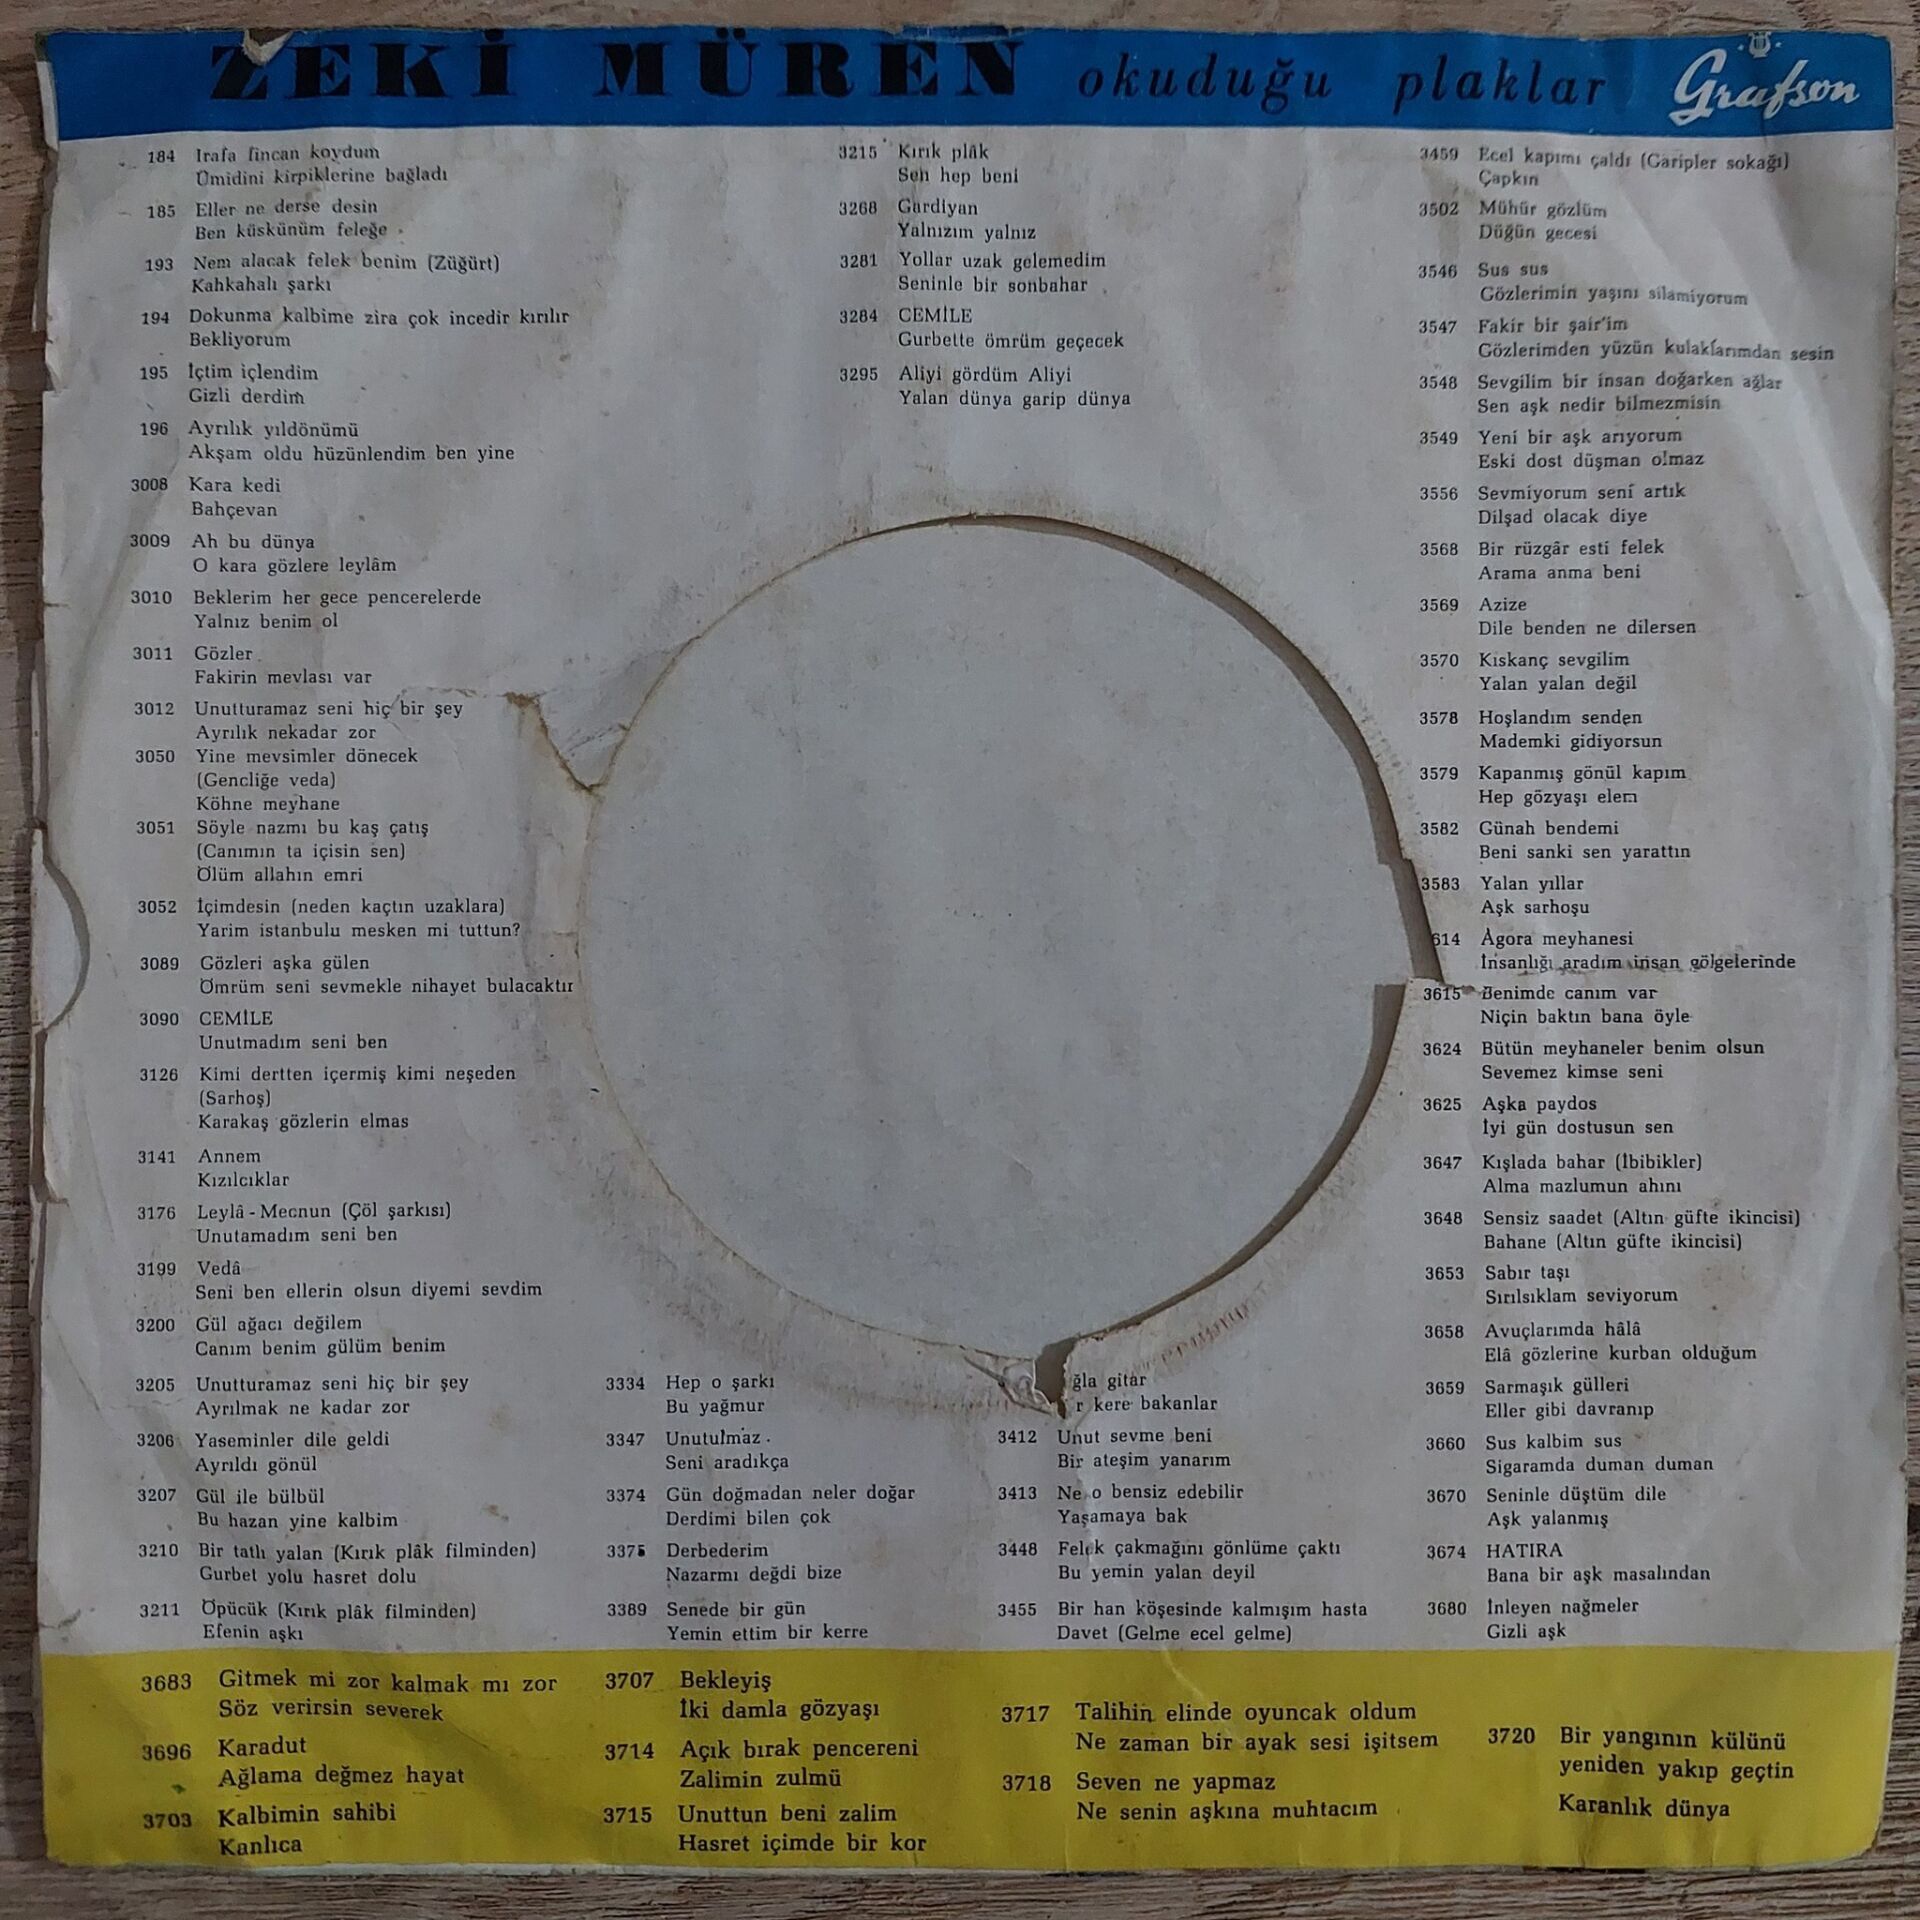 ZEKİ MÜREN okuduğu plaklar Grafson
184 Irafa fincan koydum
Ümidini kirpiklerine bağladı
185 Eller ne derse desin
Ben küskünüm feleğe
193 Nem alacak felek benim (Züğürt)
Kahkahalı şarkı
194 Dokunma kalbime zira çok incedir kırılır
Bekliyorum
195 İçtim içlendim
Gizli derdim
196 Ayrılık yıldönümü
Akşam oldu hüzünlendim ben yine
3008 Kara kedi
Bahçevan
3009 Ah bu dünya
O kara gözlere leylâm
3010 Beklerim her gece pencerelerde
Yalnız benim ol
3011 Gözler
Fakirin mevlası var
3012 Unutturamaz seni hiç bir şey
Ayrılık nekadar zor
3050 Yine mevsimler dönecek
(Gencliğe veda)
Köhne meyhane
3051 Söyle nazmı bu kaş çatış
(Canımın ta içisin sen)
Ölüm allahın emri
3052 İçimdesin (neden kaçtın uzaklara)
Yarim istanbulu mesken mi tuttun?
3089 Gözleri aşka gülen
Ömrüm seni sevmekle nihayet bulacaktır
3090 CEMİLE
Unutmadım seni ben
3126 Kimi dertten içermiş kimi neşeden
(Sarhoş)
Karakaş gözlerin elmas
3141 Annem
Kızılcıklar
3176 Leylâ - Mecnun (Çöl şarkısı)
Unutamadım seni ben
3199 Vedâ
Seni ben ellerin olsun diyemi sevdim
3200 Gül ağacı değilem
Canım benim gülüm benim
3205 Unutturamaz seni hiç bir şey
Ayrılmak ne kadar zor
3206 Yaseminler dile geldi
Ayrıldı gönül
3207 Gül ile bülbül
Bu hazan yine kalbim
3210 Bir tatlı yalan (Kırık plâk filminden)
Gurbet yolu hasret dolu
3211 Öpücük (Kırık plâk filminden)
Efenin aşkı
3215 Kırık plâk
Sen hep beni
3268 Gardiyan
Yalnızım yalnız
3281 Yollar uzak gelemedim
Seninle bir sonbahar
3284 CEMİLE
Gurbette ömrüm geçecek
3295 Aliyi gördüm Aliyi
Yalan dünya garip dünya
3334 Hep o şarkı
Bu yağmur
3347 Unutulmaz
Seni aradıkça
3374 Gün doğmadan neler doğar
Derdimi bilen çok
3375 Derbederim
Nazarmı değdi bize
3389 Senede bir gün
Yemin ettim bir kerre
ğla gitar
r kere bakanlar
3412 Unut sevme beni
Bir ateşim yanarım
3413 Ne o bensiz edebilir
Yaşamaya bak
3448 Felek çakmağını gönlüme çaktı
Bu yemin yalan deyil
3455 Bir han köşesinde kalmışım hasta
Davet (Gelme ecel gelme)
3459 Ecel kapımı çaldı (Garipler sokağı)
Çapkın
3502 Mühür gözlüm
Düğün gecesi
3546 Sus sus
Gözlerimin yaşını silamiyorum
3547 Fakir bir şair'im
Gözlerimden yüzün kulaklarımdan sesin
3548 Sevgilim bir insan doğarken ağlar
Sen aşk nedir bilmezmisin
3549 Yeni bir aşk arıyorum
Eski dost düşman olmaz
3556 Sevmiyorum seni artık
Dilşad olacak diye
3568 Bir rüzgâr esti felek
Arama anma beni
3569 Azize
Dile benden ne dilersen
3570 Kıskanç sevgilim
Yalan yalan değil
3578 Hoşlandım senden
Mademki gidiyorsun
3579 Kapanmış gönül kapım
Hep gözyaşı elem
3582 Günah bendemi
Beni sanki sen yarattın
3583 Yalan yıllar
Aşk sarhoşu
614 Agora meyhanesi
İnsanlığı aradım insan gölgelerinde
3615 Benimde canım var
Niçin baktın bana öyle
3624 Bütün meyhaneler benim olsun
Sevemez kimse seni
3625 Aşka paydos
İyi gün dostusun sen
3647 Kışlada bahar (İbibikler)
Alma mazlumun ahını
3648 Sensiz saadet (Altın güfte ikincisi)
Bahane (Altın güfte ikincisi)
3653 Sabır taşı
Sırılsıklam seviyorum
3658 Avuçlarımda hâlâ
Elâ gözlerine kurban olduğum
3659 Sarmaşık gülleri
Eller gibi davranıp
3660 Sus kalbim sus
Sigaramda duman duman
3670 Seninle düştüm dile
Aşk yalanmış
3674 HATIRA
Bana bir aşk masalından
3680 İnleyen nağmeler
Gizli aşk
3683 Gitmek mi zor kalmak mı zor
Söz verirsin severek
3696 Karadut
Ağlama değmez hayat
3703 Kalbimin sahibi
Kanlıca
3707 Bekleyiş
İki damla gözyaşı
3714 Açık bırak pencereni
Zalimin zulmü
3715 Unuttun beni zalim
Hasret içimde bir kor
3717 Talihin elinde oyuncak oldum
Ne zaman bir ayak sesi işitsem
3718 Seven ne yapmaz
Ne senin aşkına muhtacım
3720 Bir yangının külünü
yeniden yakıp geçtin
Karanlık dünya